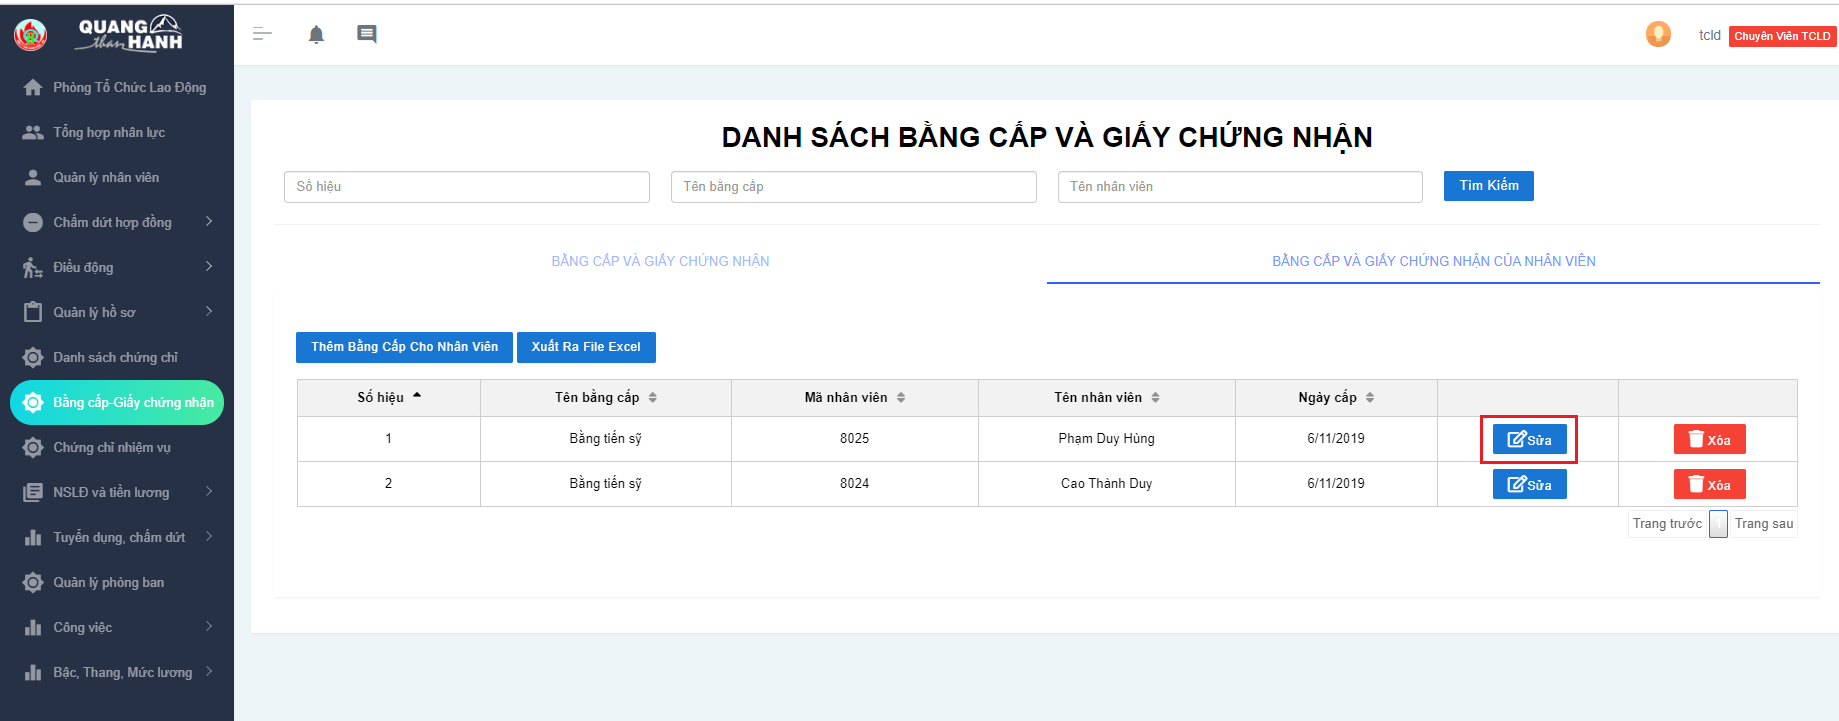 QUANG
than HANH
tcld Chuyên Viên TCLD
Phòng Tổ Chức Lao Động
Tổng hợp nhân lực
Quản lý nhân viên
Chấm dứt hợp đồng
Điều động
Quản lý hồ sơ
Danh sách chứng chỉ
Bằng cấp-Giấy chứng nhận
Chứng chỉ nhiệm vụ
NSLĐ và tiền lương
Tuyển dụng, chấm dứt
Quản lý phòng ban
Công việc
Bậc, Thang, Mức lương
DANH SÁCH BẰNG CẤP VÀ GIẤY CHỨNG NHẬN
Số hiệu Tên bằng cấp Tên nhân viên Tìm Kiếm
BẰNG CẤP VÀ GIẤY CHỨNG NHẬN BẰNG CẤP VÀ GIẤY CHỨNG NHẬN CỦA NHÂN VIÊN
Thêm Bằng Cấp Cho Nhân Viên Xuất Ra File Excel
Số hiệu Tên bằng cấp Mã nhân viên Tên nhân viên Ngày cấp
1 Bằng tiến sỹ 8025 Phạm Duy Hùng 6/11/2019 Sửa Xóa
2 Bằng tiến sỹ 8024 Cao Thành Duy 6/11/2019 Sửa Xóa
Trang trước 1 Trang sau